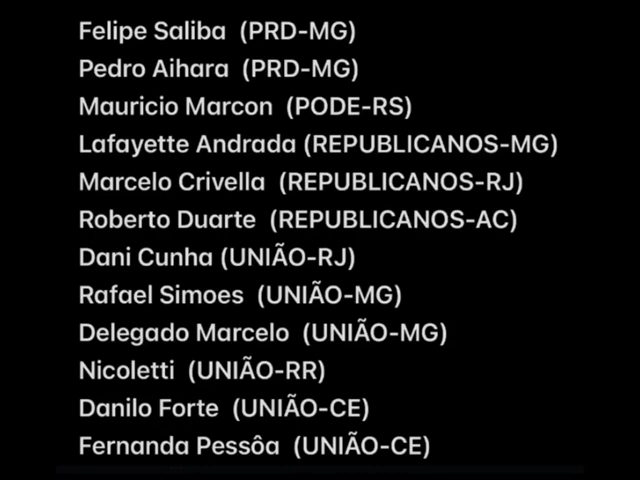 Felipe Saliba (PRD-MG)
Pedro Aihara (PRD-MG)
Mauricio Marcon (PODE-RS)
Lafayette Andrada (REPUBLICANOS-MG)
Marcelo Crivella (REPUBLICANOS-RJ)
Roberto Duarte (REPUBLICANOS-AC)
Dani Cunha (UNIÃO-RJ)
Rafael Simoes (UNIÃO-MG)
Delegado Marcelo (UNIÃO-MG)
Nicoletti (UNIÃO-RR)
Danilo Forte (UNIÃO-CE)
Fernanda Pessôa (UNIÃO-CE)